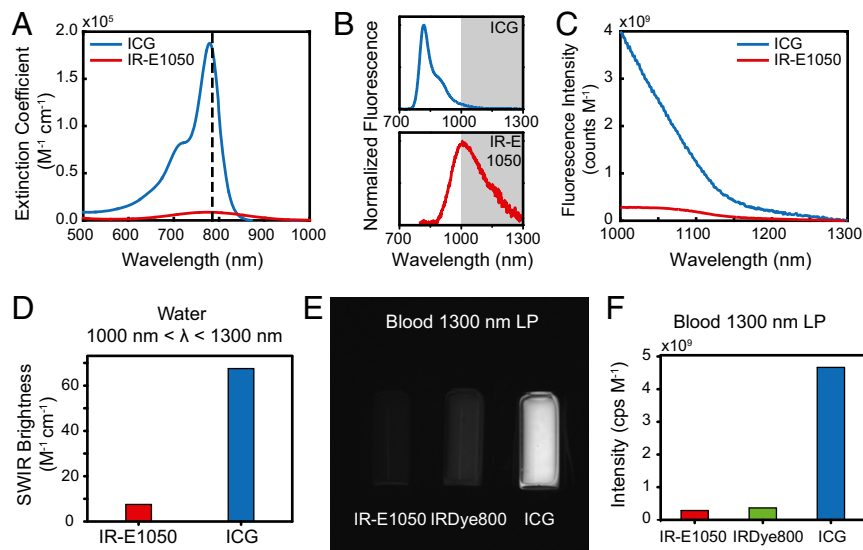 A
x10⁵
2.0
1.5
1.0
0.5
0.0
500 600 700 800 900 1000
Extinction Coefficient
(M⁻¹ cm⁻¹)
Wavelength (nm)
ICG
IR-E1050
B
ICG
700 1000 1300
IR-E
1050
700 1000 1300
Normalized Fluorescence
Wavelength (nm)
C
x10⁹
4
3
2
1
0
1000 1100 1200 1300
Fluorescence Intensity
(counts M⁻¹)
Wavelength (nm)
ICG
IR-E1050
D
Water
1000 nm < λ < 1300 nm
60
40
20
0
SWIR Brightness
(M⁻¹ cm⁻¹)
IR-E1050 ICG
E
Blood 1300 nm LP
IR-E1050 IRDye800 ICG
F
Blood 1300 nm LP
x10⁹
5
4
3
2
1
0
Intensity (cps M⁻¹)
IR-E1050 IRDye800 ICG